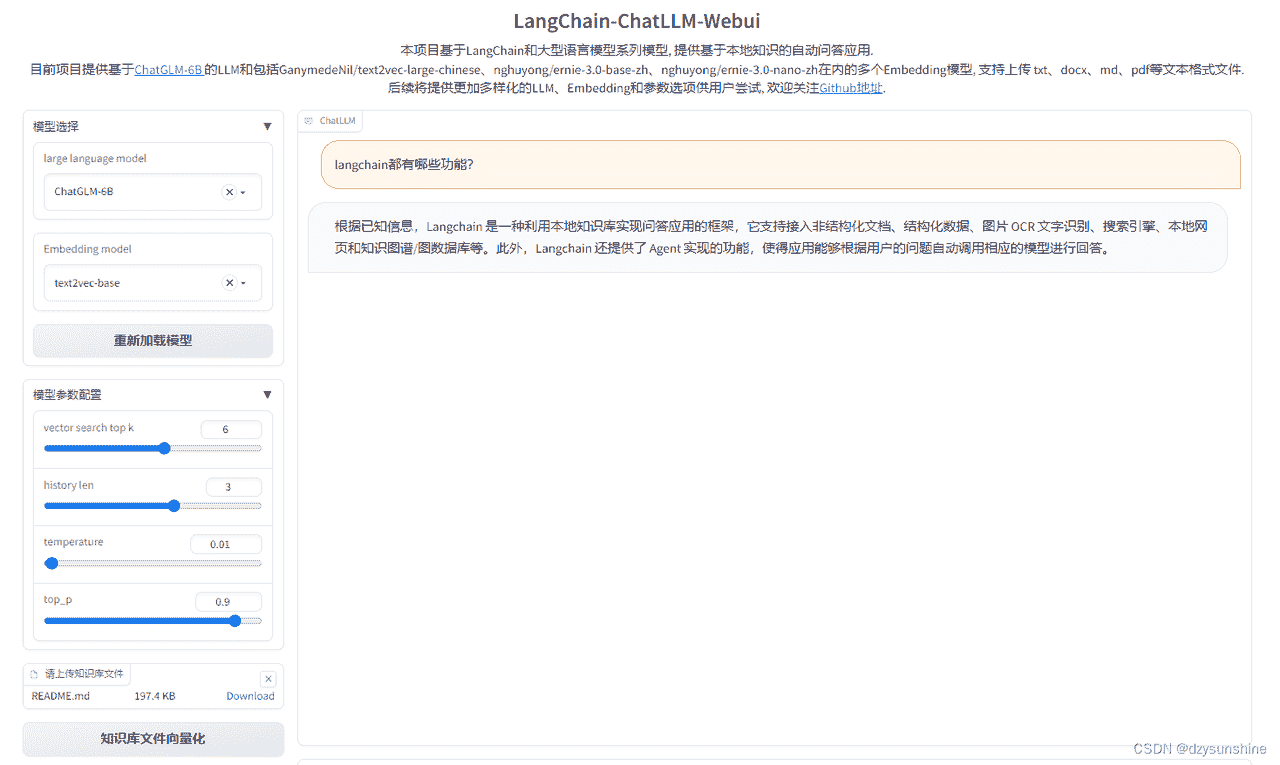 LangChain-ChatLLM-Webui
本项目基于LangChain和大型语言模型系列模型, 提供基于本地知识的自动问答应用.
目前项目提供基于ChatGLM-6B 的LLM和包括GanymedeNil/text2vec-large-chinese、nghuyong/ernie-3.0-base-zh、nghuyong/ernie-3.0-nano-zh在内的多个Embedding模型, 支持上传 txt、docx、md、pdf等文本格式文件.
后续将提供更加多样化的LLM、Embedding和参数选项供用户尝试, 欢迎关注Github地址.
模型选择 ▼
large language model
ChatGLM-6B
Embedding model
text2vec-base
重新加载模型
模型参数配置 ▼
vector search top k 6
history len 3
temperature 0.01
top_p 0.9
请上传知识库文件
README.md 197.4 KB Download
知识库文件向量化
ChatLLM
langchain都有哪些功能?
根据已知信息，Langchain 是一种利用本地知识库实现问答应用的框架，它支持接入非结构化文档、结构化数据、图片 OCR 文字识别、搜索引擎、本地网
页和知识图谱/图数据库等。此外，Langchain 还提供了 Agent 实现的功能，使得应用能够根据用户的问题自动调用相应的模型进行回答。
CSDN @dzysunshine